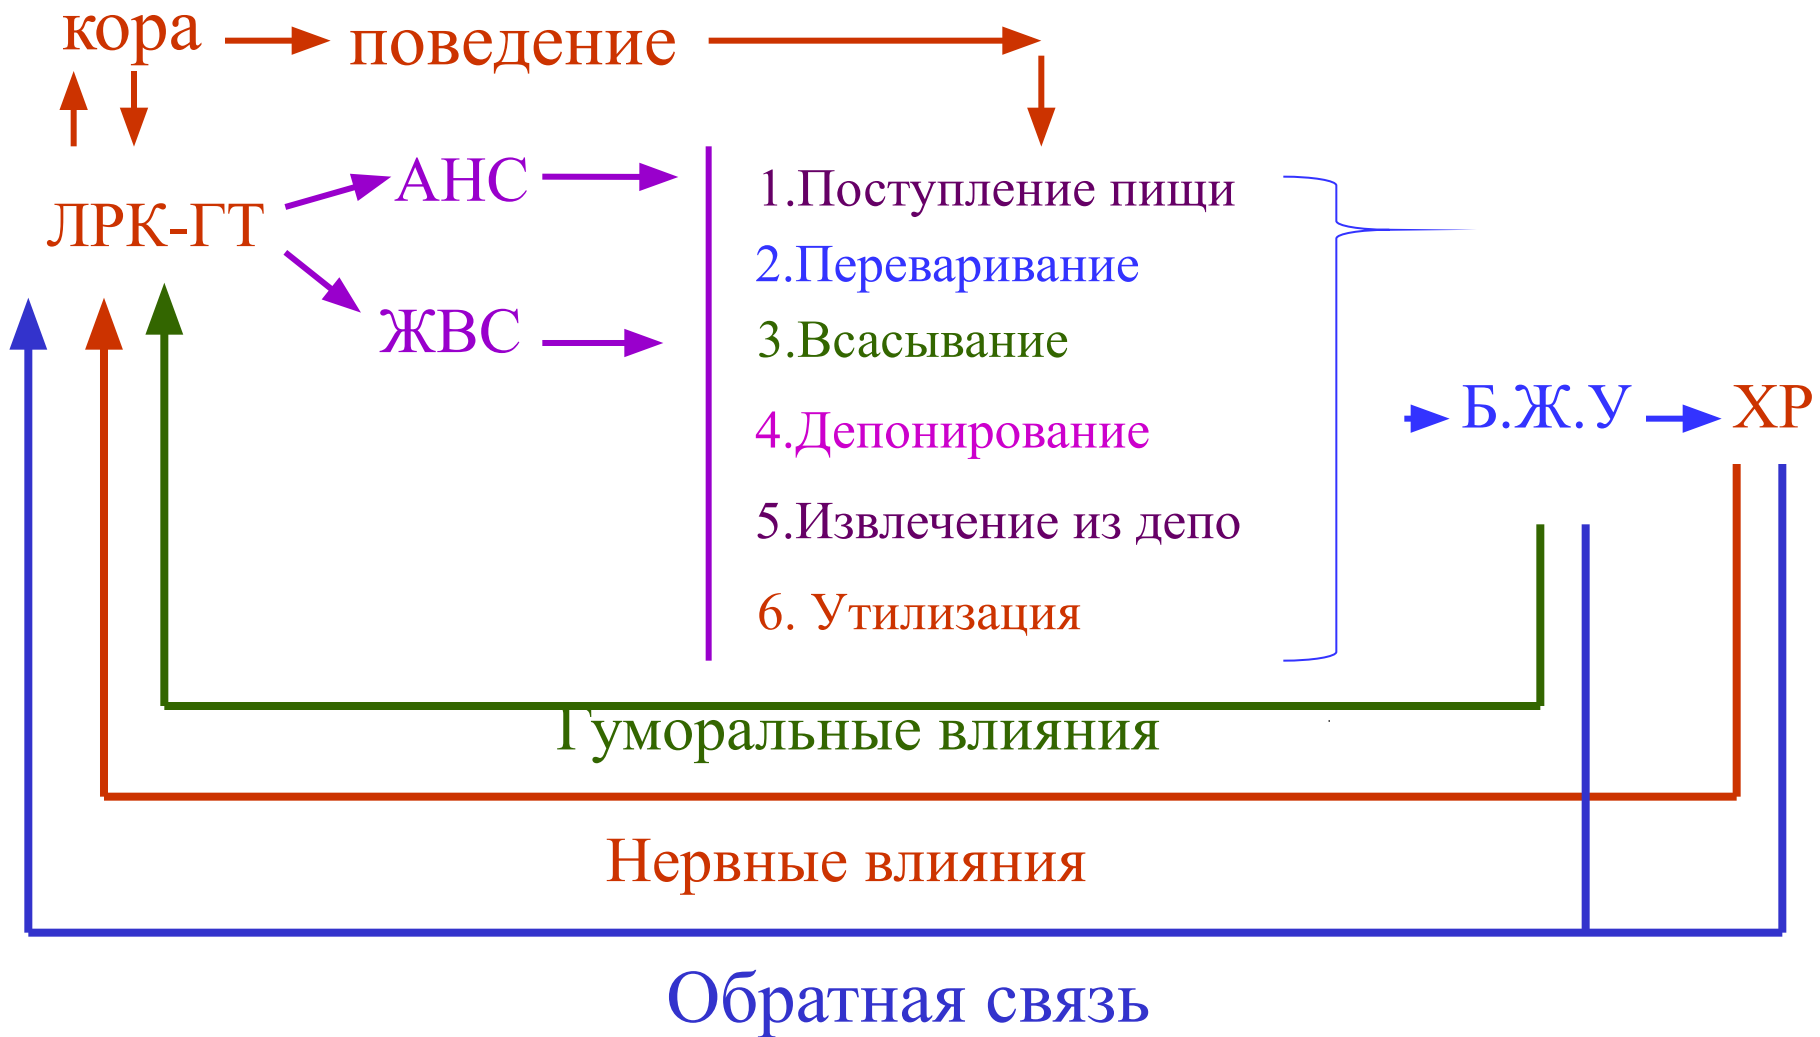 кора
поведение
АНС
ЛРК-ГТ
ЖВС
1.Поступление пищи
2.Переваривание
3.Всасывание
4.Депонирование
5.Извлечение из депо
6. Утилизация
Б.Ж.У
ХР
Гуморальные влияния
Нервные влияния
Обратная связь